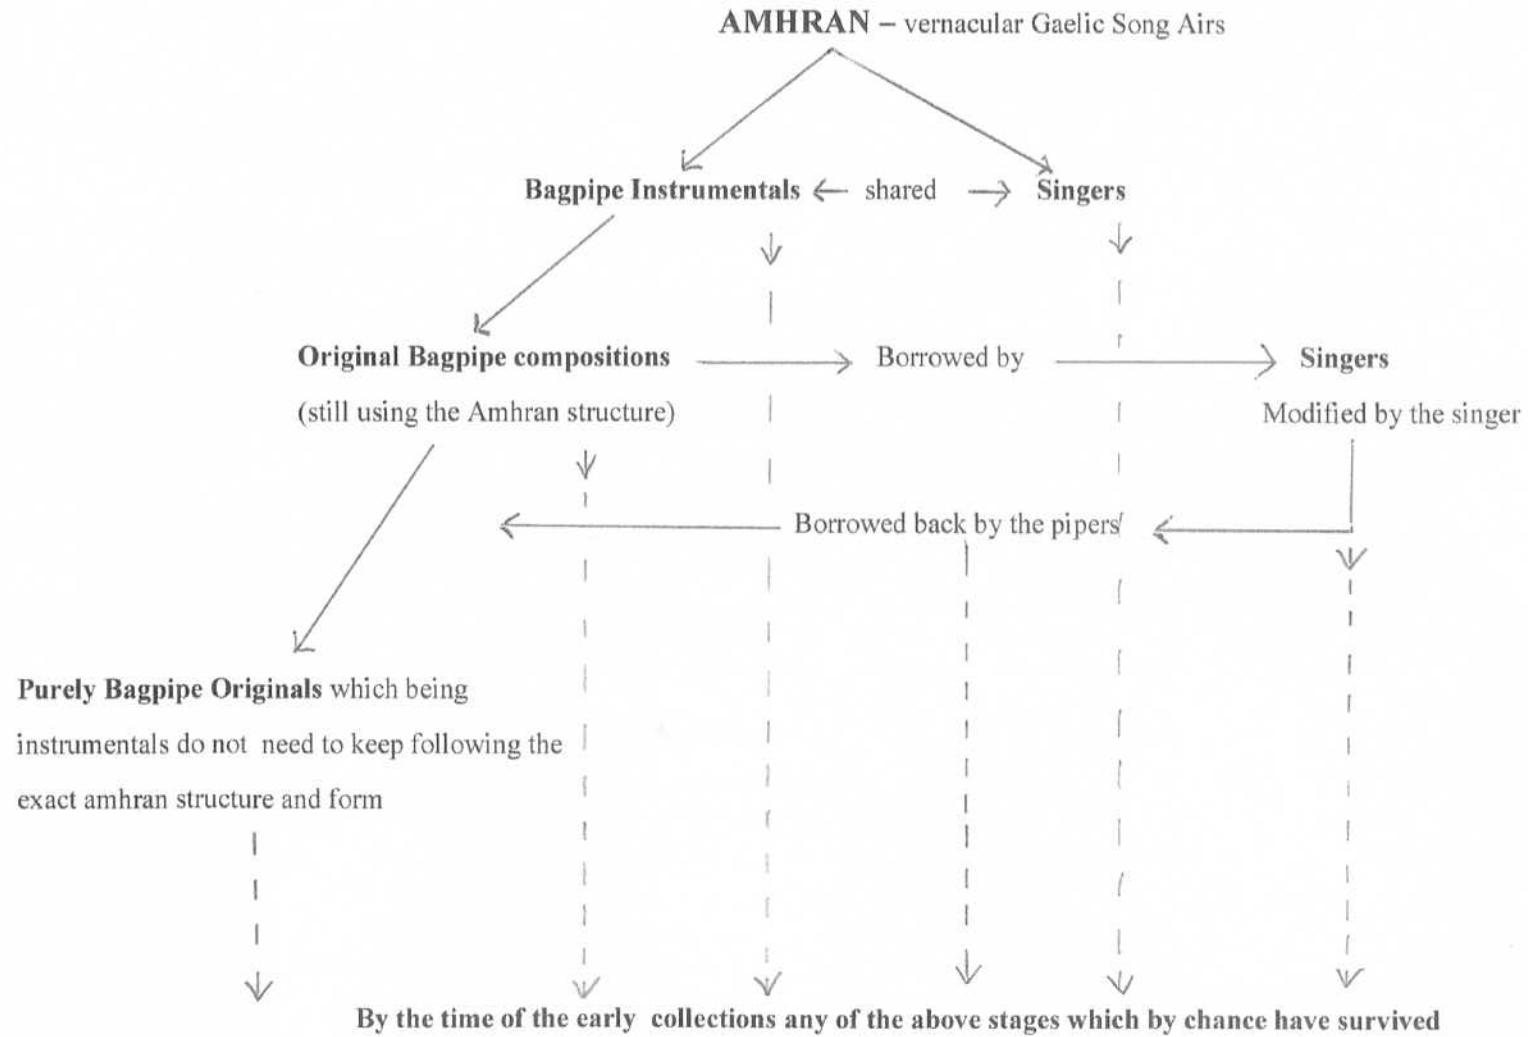 AMHRAN – vernacular Gaelic Song Airs
Bagpipe Instrumentals shared Singers
Original Bagpipe compositions Borrowed by Singers
(still using the Amhran structure) Modified by the singer
Borrowed back by the pipers
Purely Bagpipe Originals which being
instrumentals do not need to keep following the
exact amhran structure and form
By the time of the early collections any of the above stages which by chance have survived